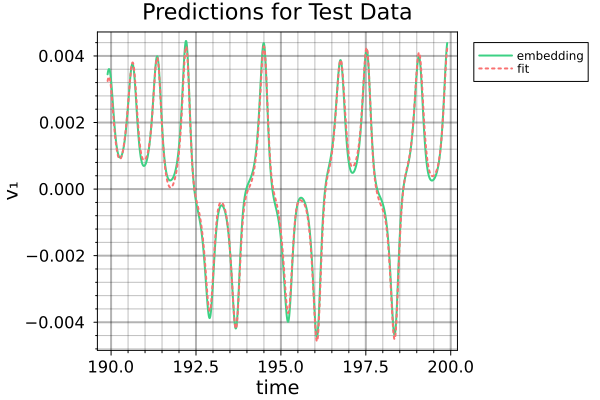 Predictions for Test Data
embedding
fit
0.004
0.002
0.000
−0.002
−0.004
v₁
190.0 192.5 195.0 197.5 200.0
time